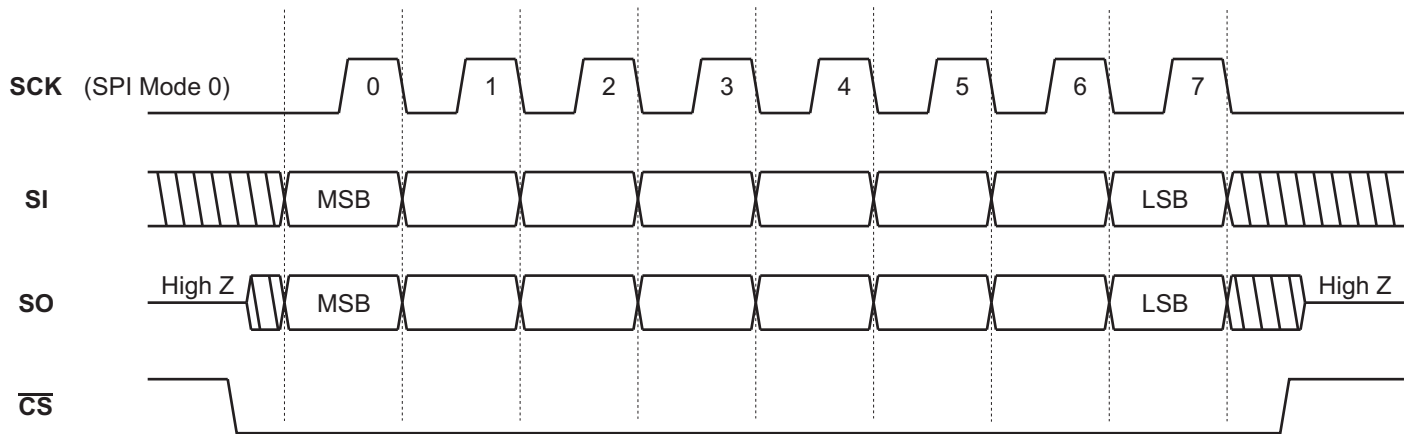 SCK (SPI Mode 0) 0 1 2 3 4 5 6 7
SI MSB LSB
SO High Z MSB LSB High Z
C̅S̅